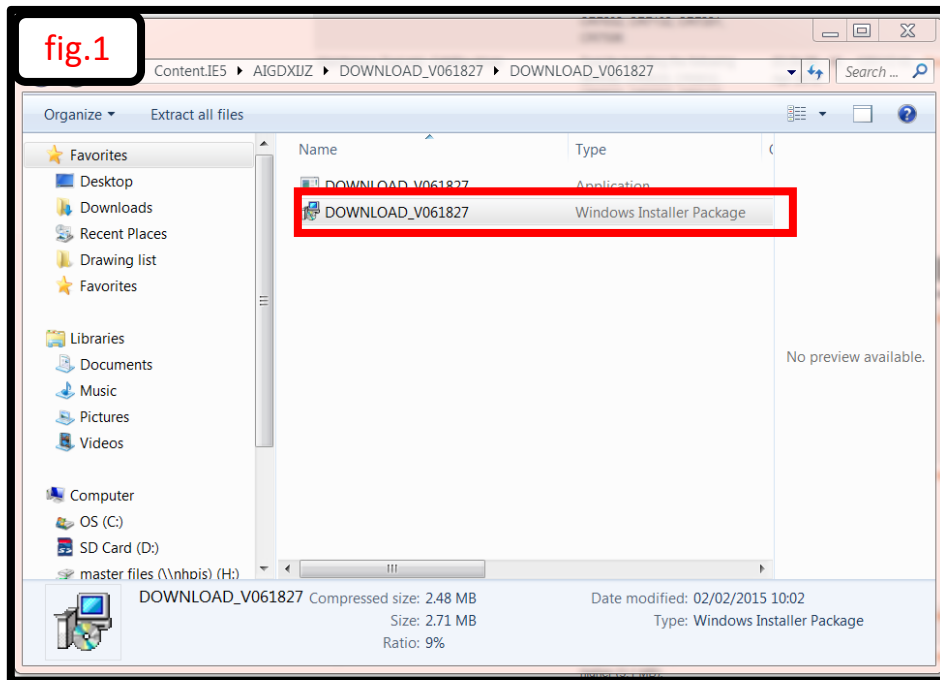 fig.1
Content.IE5 ▸ AIGDXIJZ ▸ DOWNLOAD_V061827 ▸ DOWNLOAD_V061827
Search ...
Organize Extract all files
Name Type
Favorites
Desktop
Downloads
Recent Places
Drawing list
Favorites
Libraries
Documents
Music
Pictures
Videos
Computer
OS (C:)
SD Card (D:)
master files (\\nhpis) (H:)
DOWNLOAD_V061827 Application
DOWNLOAD_V061827 Windows Installer Package
No preview available.
DOWNLOAD_V061827 Compressed size: 2.48 MB Date modified: 02/02/2015 10:02
Size: 2.71 MB Type: Windows Installer Package
Ratio: 9%